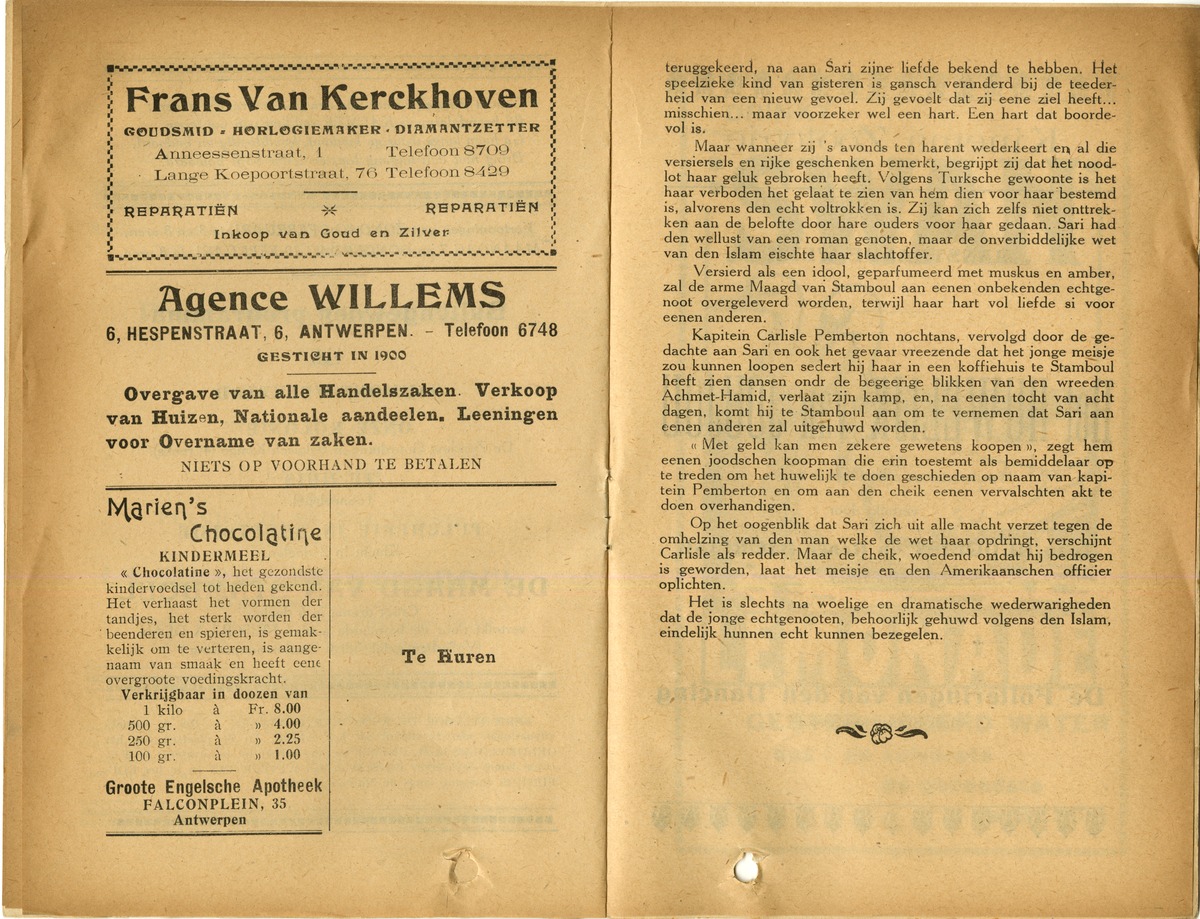 Frans Van Kerckhoven
GOUDSMID - HORLOGIEMAKER - DIAMANTZETTER
Anneessenstraat, 1 Telefoon 8709
Lange Koepoortstraat, 76 Telefoon 8429
REPARATIËN REPARATIËN
Inkoop van Goud en Zilver
Agence WILLEMS
6, HESPENSTRAAT, 6, ANTWERPEN. - Telefoon 6748
GESTICHT IN 1900
Overgave van alle Handelszaken. Verkoop
van Huizen, Nationale aandeelen. Leeningen
voor Overname van zaken.
NIETS OP VOORHAND TE BETALEN
Marien's
Chocolatine
KINDERMEEL
« Chocolatine », het gezondste
kindervoedsel tot heden gekend.
Het verhaast het vormen der
tandjes, het sterk worden der
beenderen en spieren, is gemak-
kelijk om te verteren, is aange-
naam van smaak en heeft eene
overgroote voedingskracht.
Verkrijgbaar in doozen van
1 kilo à Fr. 8.00
500 gr. à » 4.00
250 gr. à » 2.25
100 gr. à » 1.00
Groote Engelsche Apotheek
FALCONPLEIN, 35
Antwerpen
Te Huren
teruggekeerd, na aan Sari zijne liefde bekend te hebben. Het
speelzieke kind van gisteren is gansch veranderd bij de teeder-
heid van een nieuw gevoel. Zij gevoelt dat zij eene ziel heeft...
misschien... maar voorzeker wel een hart. Een hart dat boorde-
vol is.
Maar wanneer zij 's avonds ten harent wederkeert en al die
versiersels en rijke geschenken bemerkt, begrijpt zij dat het nood-
lot haar geluk gebroken heeft. Volgens Turksche gewoonte is het
haar verboden het gelaat te zien van hem dien voor haar bestemd
is, alvorens den echt voltrokken is. Zij kan zich zelfs niet onttrek-
ken aan de belofte door hare ouders voor haar gedaan. Sari had
den wellust van een roman genoten, maar de onverbiddelijke wet
van den Islam eischte haar slachtoffer.
Versierd als een idool, geparfumeerd met muskus en amber,
zal de arme Maagd van Stamboul aan eenen onbekenden echtge-
noot overgeleverd worden, terwijl haar hart vol liefde si voor
eenen anderen.
Kapitein Carlisle Pemberton nochtans, vervolgd door de ge-
dachte aan Sari en ook het gevaar vreezende dat het jonge meisje
zou kunnen loopen sedert hij haar in een koffiehuis te Stamboul
heeft zien dansen ondr de begeerige blikken van den wreeden
Achmet-Hamid, verlaat zijn kamp, en, na eenen tocht van acht
dagen, komt hij te Stamboul aan om te vernemen dat Sari aan
eenen anderen zal uitgehuwd worden.
« Met geld kan men zekere gewetens koopen », zegt hem
eenen joodschen koopman die erin toestemt als bemiddelaar op
te treden om het huwelijk te doen geschieden op naam van kapi-
tein Pemberton en om aan den cheik eenen vervalschten akt te
doen overhandigen.
Op het oogenblik dat Sari zich uit alle macht verzet tegen de
omhelzing van den man welke de wet haar opdringt, verschijnt
Carlisle als redder. Maar de cheik, woedend omdat hij bedrogen
is geworden, laat het meisje en den Amerikaanschen officier
oplichten.
Het is slechts na woelige en dramatische wederwarigheden
dat de jonge echtgenooten, behoorlijk gehuwd volgens den Islam,
eindelijk hunnen echt kunnen bezegelen.